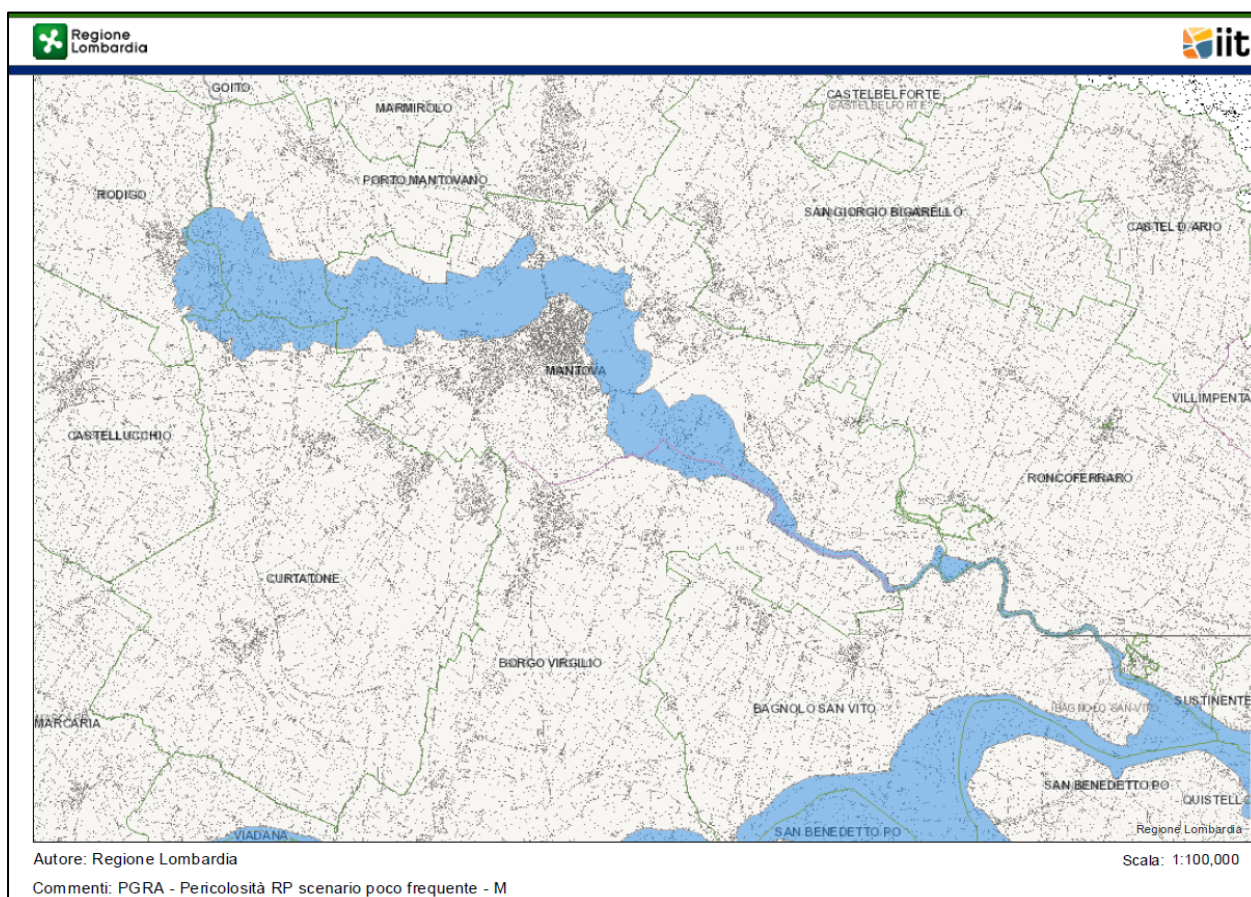 Regione
Lombardia
iit
GOITO
MARMIROLO
CASTELBELFORTE
CASTELBELFORTE
PORTO MANTOVANO
RODIGO
SAN GIORGIO BIGARELLO
CASTEL D'ARIO
MANTOVA
VILLIMPENTA
CASTELLUCCHIO
RONCOFERRARO
CURTATONE
BORGO VIRGILIO
BAGNOLO SAN VITO
BAGNOLO SAN VITO
SUSTINENTE
MARCARIA
SAN BENEDETTO PO
QUISTELLO
VIADANA
SAN BENEDETTO PO
Regione Lombardia
Autore: Regione Lombardia
Scala: 1:100,000
Commenti: PGRA - Pericolosità RP scenario poco frequente - M